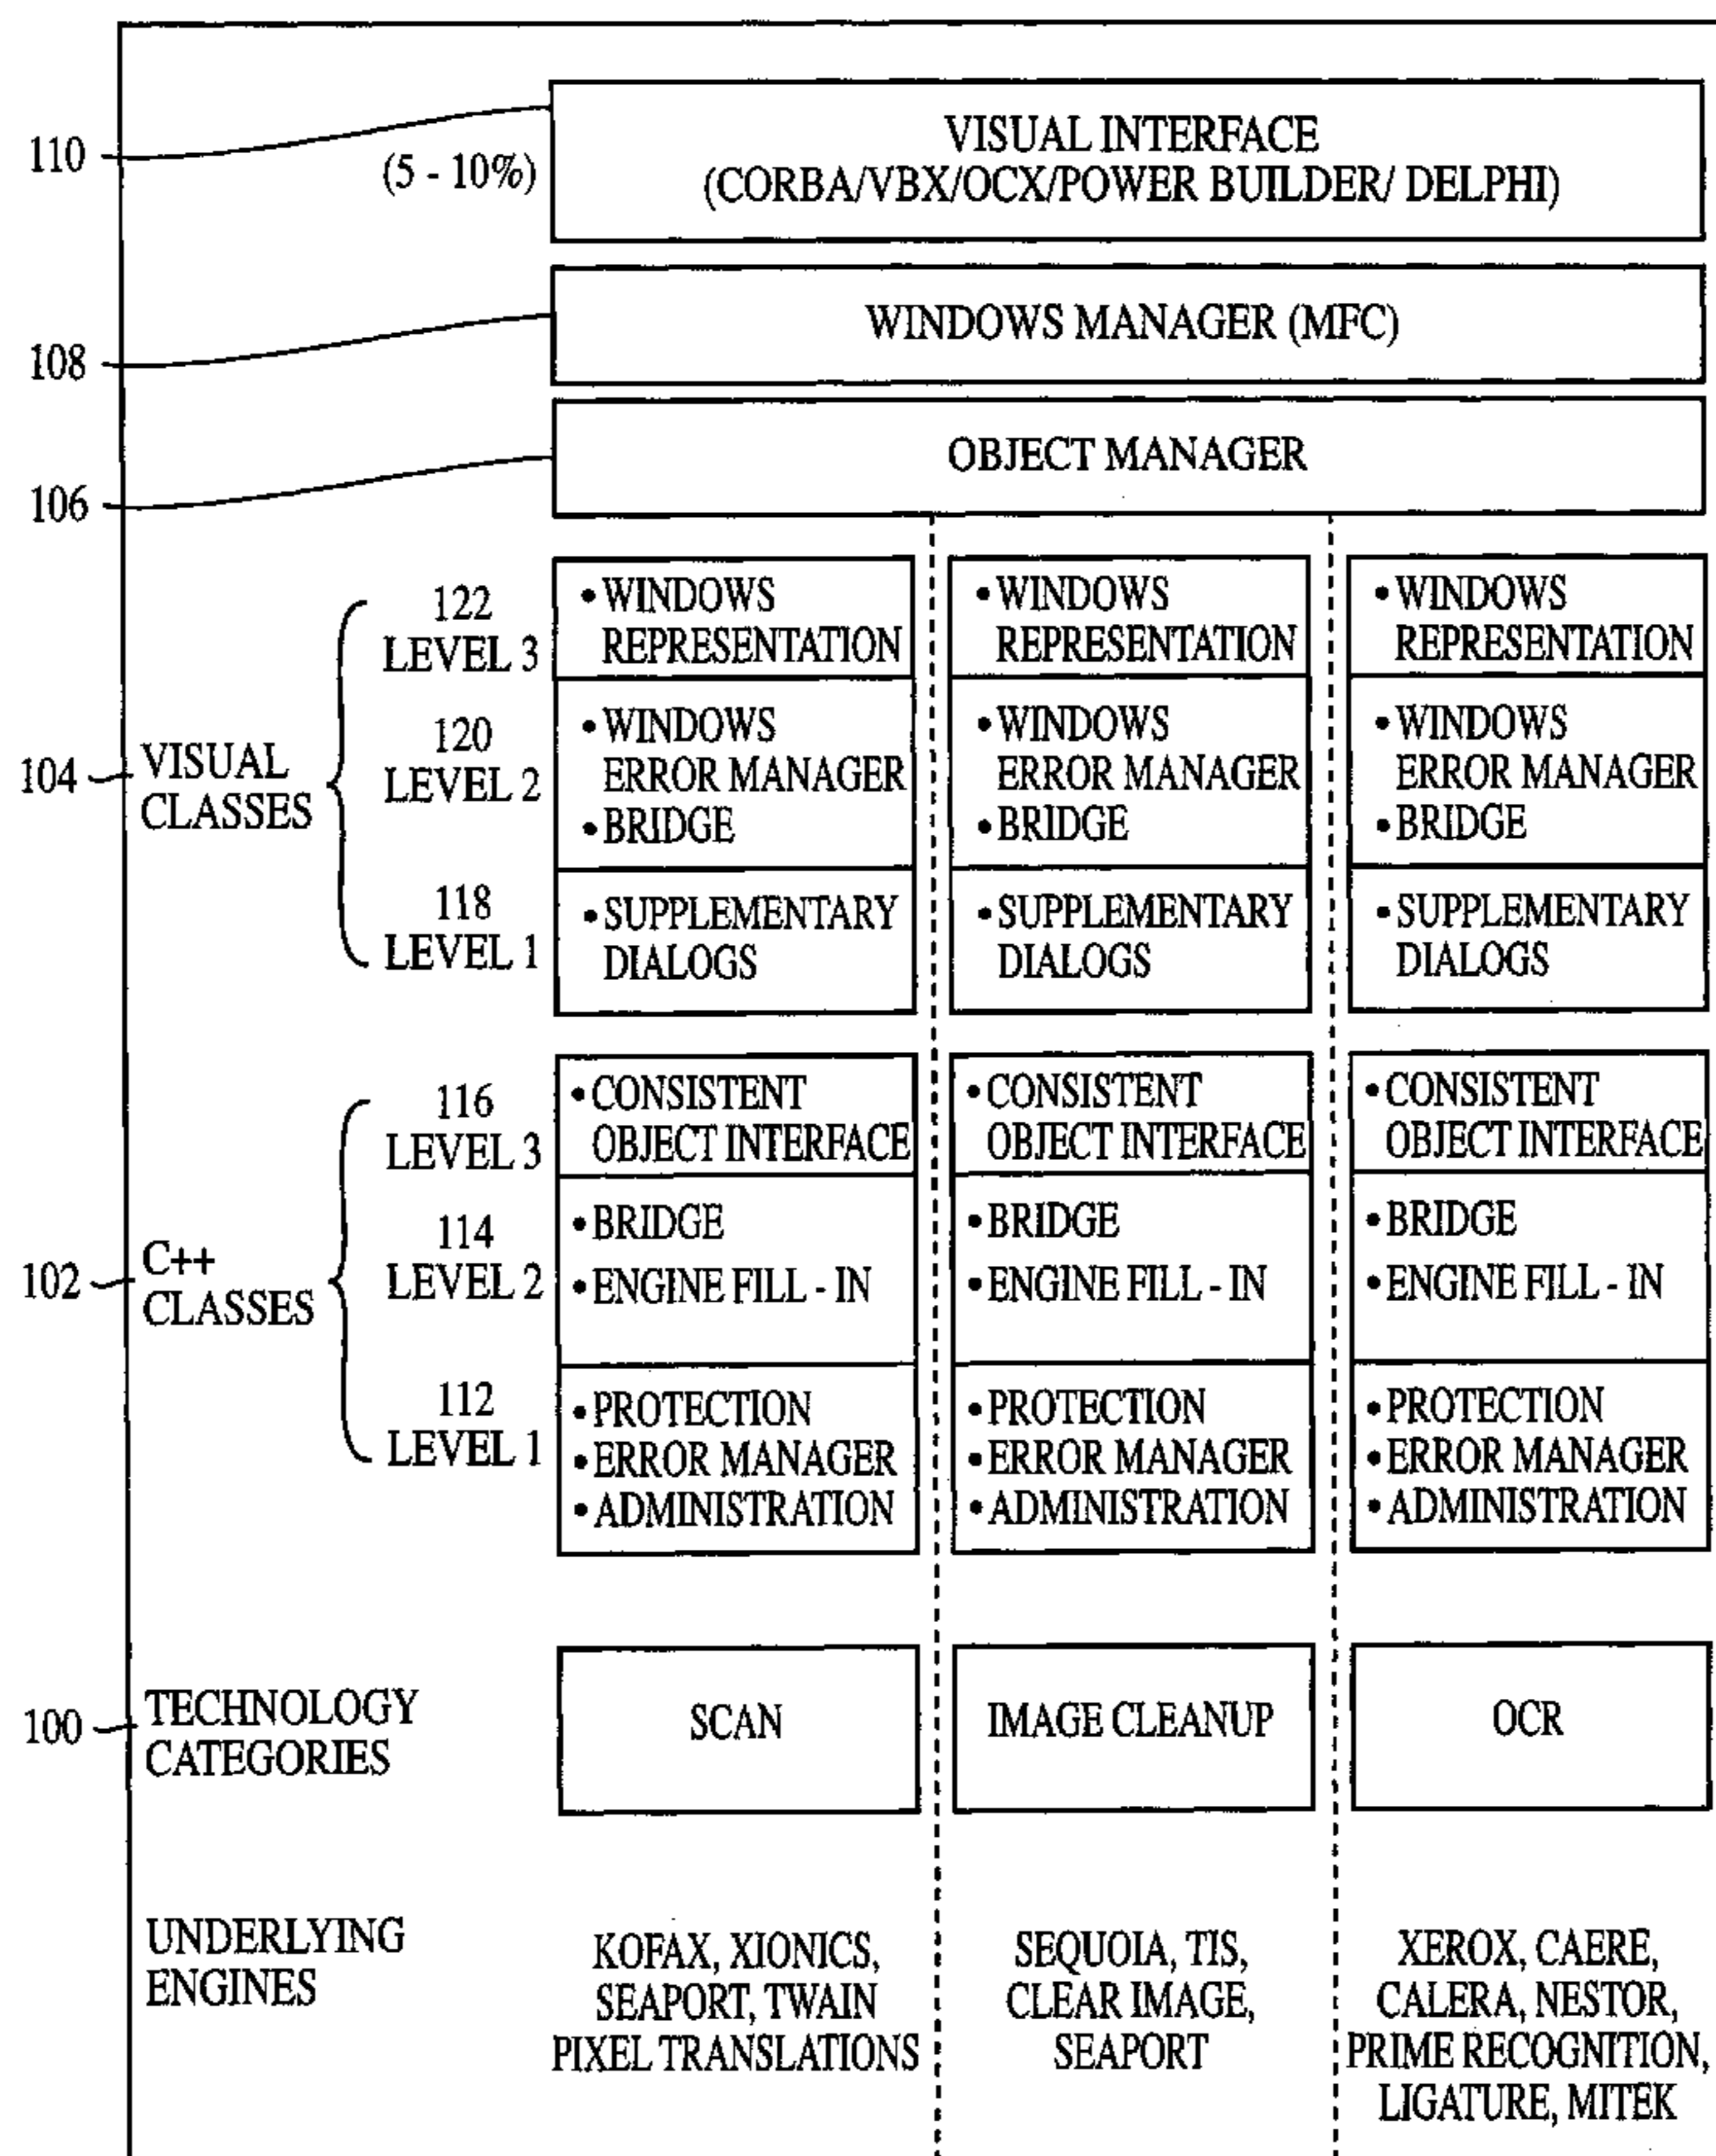 110
(5 - 10%)
VISUAL INTERFACE
(CORBA/VBX/OCX/POWER BUILDER/ DELPHI)
108
WINDOWS MANAGER (MFC)
106
OBJECT MANAGER
104
VISUAL
CLASSES
122
LEVEL 3
• WINDOWS
REPRESENTATION
• WINDOWS
REPRESENTATION
• WINDOWS
REPRESENTATION
120
LEVEL 2
• WINDOWS
ERROR MANAGER
• BRIDGE
• WINDOWS
ERROR MANAGER
• BRIDGE
• WINDOWS
ERROR MANAGER
• BRIDGE
118
LEVEL 1
• SUPPLEMENTARY
DIALOGS
• SUPPLEMENTARY
DIALOGS
• SUPPLEMENTARY
DIALOGS
102
C++
CLASSES
116
LEVEL 3
• CONSISTENT
OBJECT INTERFACE
• CONSISTENT
OBJECT INTERFACE
• CONSISTENT
OBJECT INTERFACE
114
LEVEL 2
• BRIDGE
• ENGINE FILL - IN
• BRIDGE
• ENGINE FILL - IN
• BRIDGE
• ENGINE FILL - IN
112
LEVEL 1
• PROTECTION
• ERROR MANAGER
• ADMINISTRATION
• PROTECTION
• ERROR MANAGER
• ADMINISTRATION
• PROTECTION
• ERROR MANAGER
• ADMINISTRATION
100
TECHNOLOGY
CATEGORIES
SCAN
IMAGE CLEANUP
OCR
UNDERLYING
ENGINES
KOFAX, XIONICS,
SEAPORT, TWAIN
PIXEL TRANSLATIONS
SEQUOIA, TIS,
CLEAR IMAGE,
SEAPORT
XEROX, CAERE,
CALERA, NESTOR,
PRIME RECOGNITION,
LIGATURE, MITEK